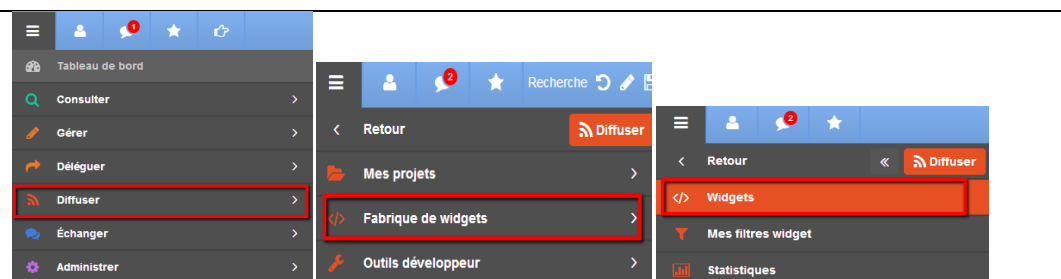 1
Tableau de bord
Consulter
Gérer
Déléguer
Diffuser
Échanger
Administrer
2
Recherche
Retour
Diffuser
Mes projets
Fabrique de widgets
Outils développeur
2
Retour
Diffuser
Widgets
Mes filtres widget
Statistiques